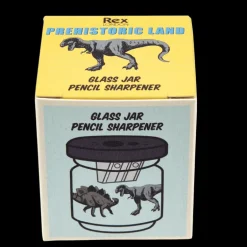 Rex
PREHISTORIC LAND
GLASS JAR
PENCIL SHARPENER
GLASS JAR
PENCIL SHARPENER